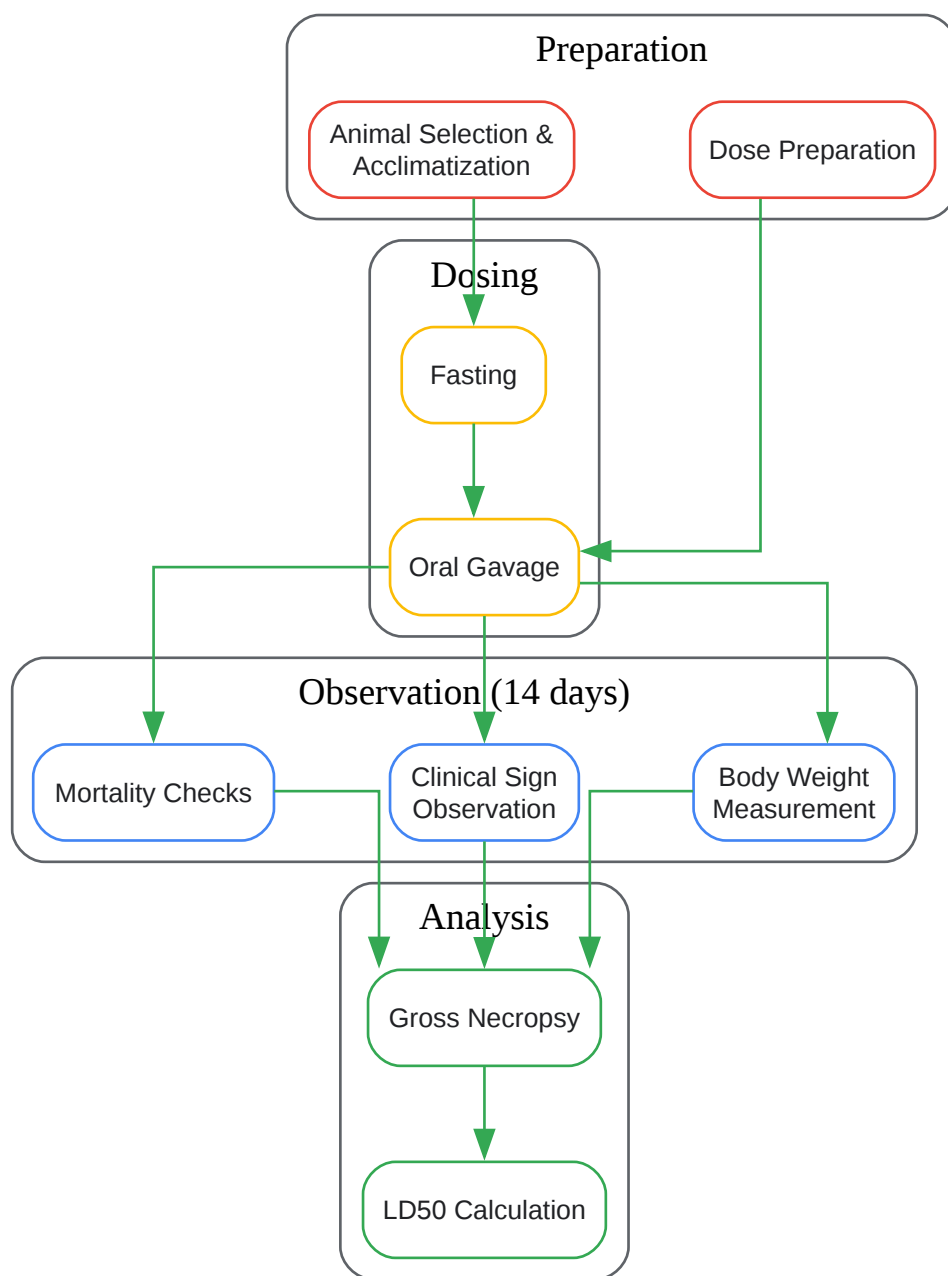 Preparation
Animal Selection &
Acclimatization
Dose Preparation
Dosing
Fasting
Oral Gavage
Observation (14 days)
Mortality Checks
Clinical Sign
Observation
Body Weight
Measurement
Analysis
Gross Necropsy
LD50 Calculation